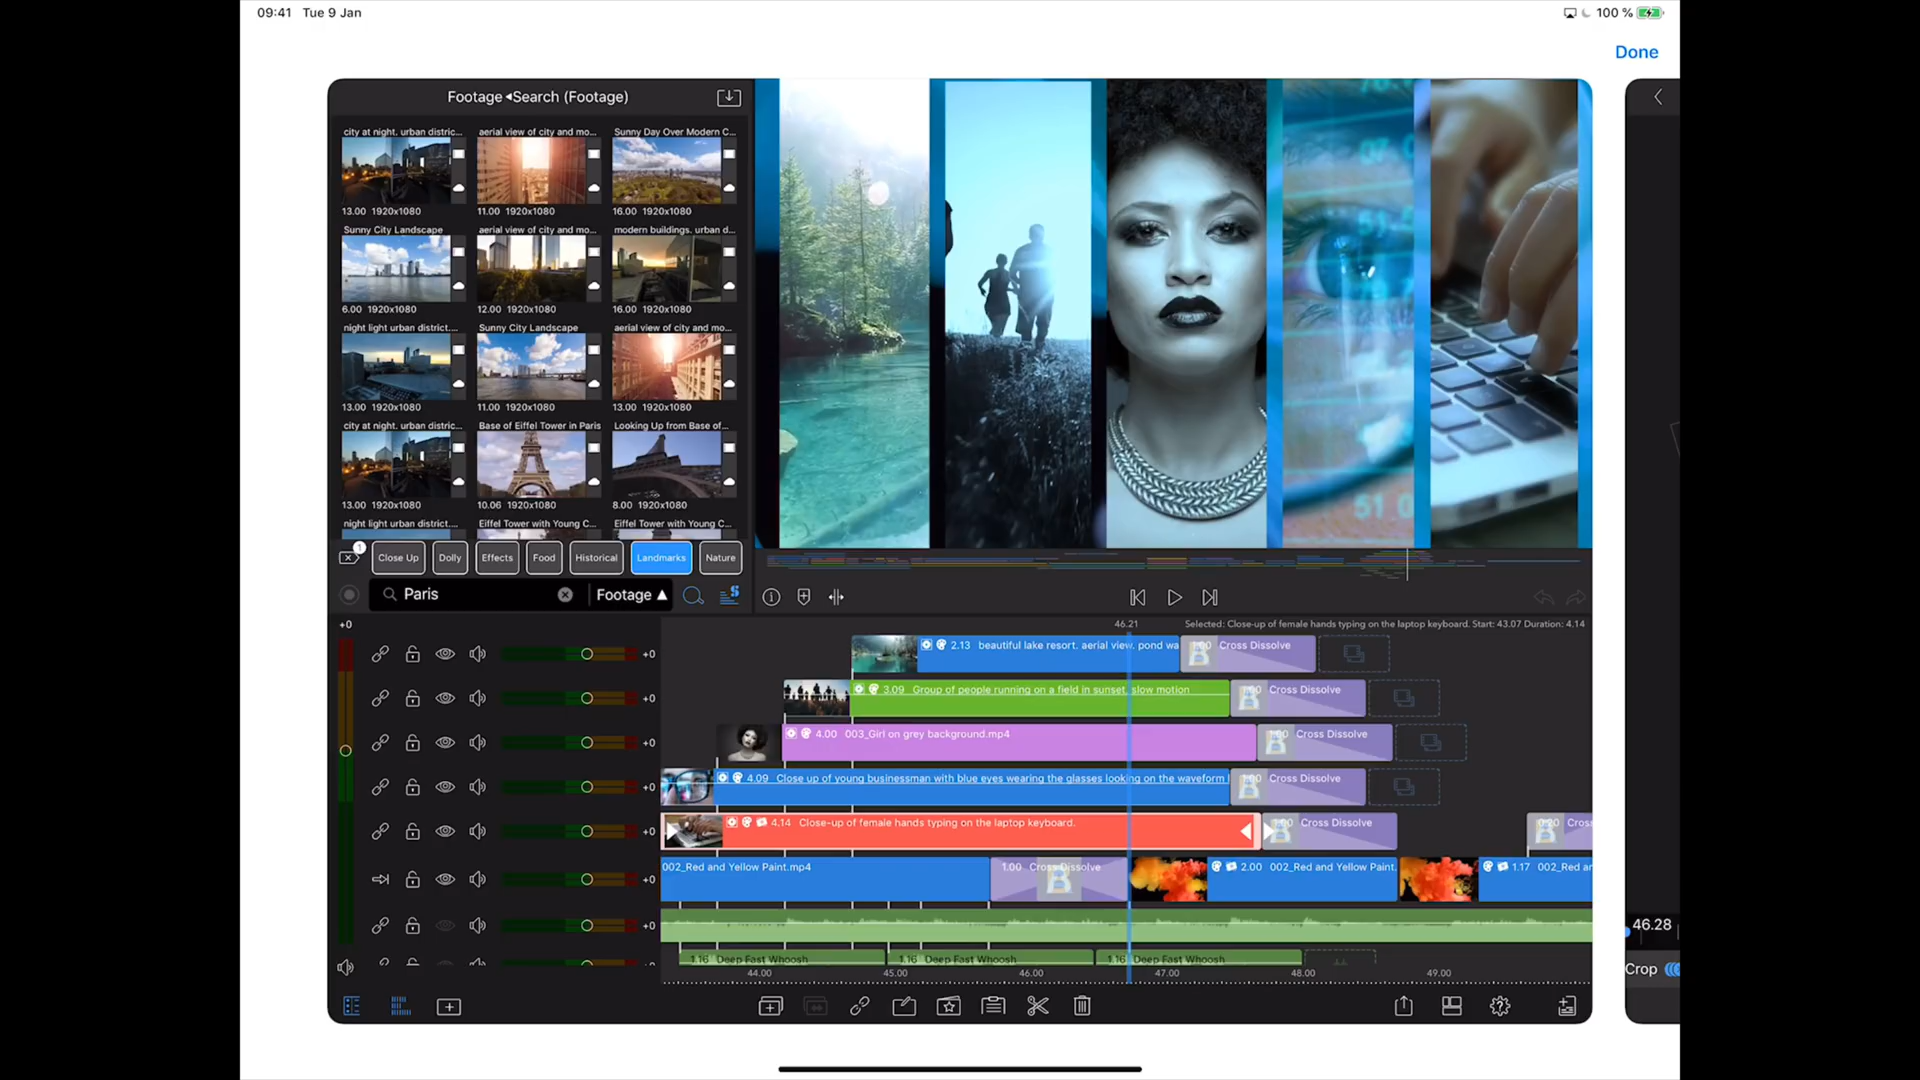 09:41 Tue 9 Jan
100 %
Done
Footage ◂Search (Footage)
city at night. urban distric...
aerial view of city and mo...
Sunny Day Over Modern C...
13.00 1920x1080
11.00 1920x1080
16.00 1920x1080
Sunny City Landscape
aerial view of city and mo...
modern buildings. urban d...
6.00 1920x1080
12.00 1920x1080
16.00 1920x1080
night light urban district....
Sunny City Landscape
aerial view of city and mo...
13.00 1920x1080
11.00 1920x1080
13.00 1920x1080
city at night. urban distric...
Base of Eiffel Tower in Paris
Looking Up from Base of...
13.00 1920x1080
10.06 1920x1080
8.00 1920x1080
night light urban district....
Eiffel Tower with Young C...
Eiffel Tower with Young C...
1
Close Up
Dolly
Effects
Food
Historical
Landmarks
Nature
Paris
Footage ▲
+0
46.21
Selected: Close-up of female hands typing on the laptop keyboard. Start: 43.07 Duration: 4.14
+0
2.13 beautiful lake resort. aerial view. pond wa
1.00 Cross Dissolve
+0
3.09 Group of people running on a field in sunset, slow motion
1.00 Cross Dissolve
+0
4.00 003_Girl on grey background.mp4
1.00 Cross Dissolve
+0
4.09 Close up of young businessman with blue eyes wearing the glasses looking on the waveform
1.00 Cross Dissolve
+0
4.14 Close-up of female hands typing on the laptop keyboard.
1.00 Cross Dissolve
0.20 Cros
+0
002_Red and Yellow Paint.mp4
1.00 Cross Dissolve
2.00 002_Red and Yellow Paint.
1.17 002_Red ar
+0
1.16 Deep Fast Whoosh
1.16 Deep Fast Whoosh
1.16 Deep Fast Whoosh
44.00
45.00
46.00
47.00
48.00
49.00
46.28
Crop